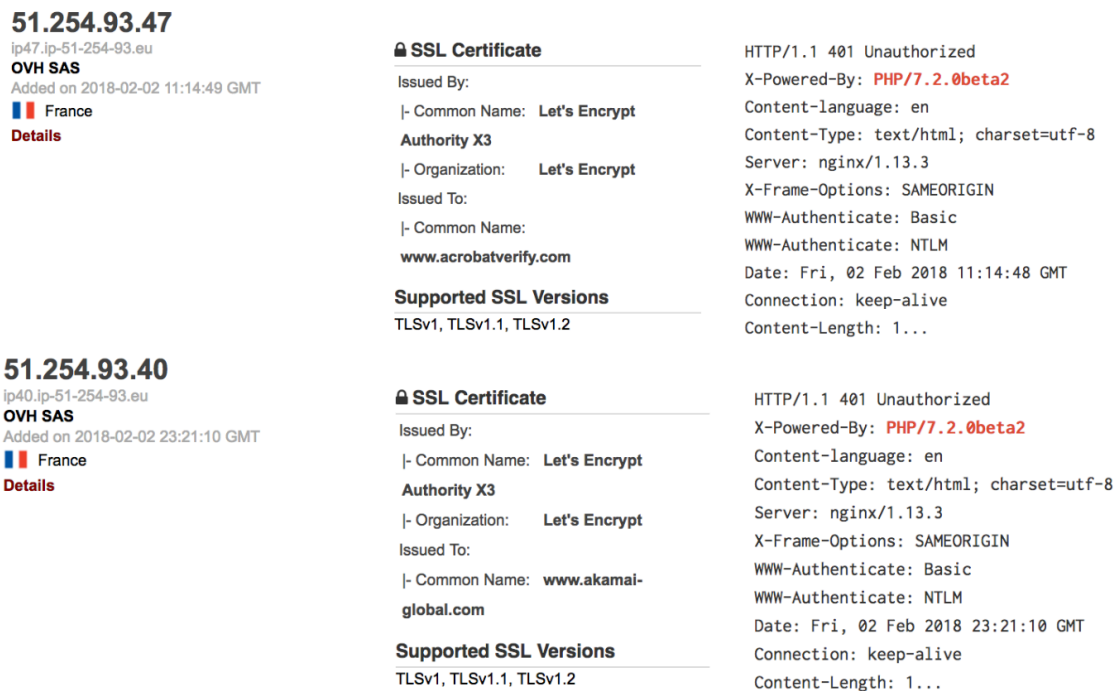 51.254.93.47
ip47.ip-51-254-93.eu
OVH SAS
Added on 2018-02-02 11:14:49 GMT
France
Details
SSL Certificate
Issued By:
|- Common Name: Let's Encrypt
Authority X3
|- Organization: Let's Encrypt
Issued To:
|- Common Name:
www.acrobatverify.com
Supported SSL Versions
TLSv1, TLSv1.1, TLSv1.2
HTTP/1.1 401 Unauthorized
X-Powered-By: PHP/7.2.0beta2
Content-language: en
Content-Type: text/html; charset=utf-8
Server: nginx/1.13.3
X-Frame-Options: SAMEORIGIN
WWW-Authenticate: Basic
WWW-Authenticate: NTLM
Date: Fri, 02 Feb 2018 11:14:48 GMT
Connection: keep-alive
Content-Length: 1...
51.254.93.40
ip40.ip-51-254-93.eu
OVH SAS
Added on 2018-02-02 23:21:10 GMT
France
Details
SSL Certificate
Issued By:
|- Common Name: Let's Encrypt
Authority X3
|- Organization: Let's Encrypt
Issued To:
|- Common Name: www.akamai-
global.com
Supported SSL Versions
TLSv1, TLSv1.1, TLSv1.2
HTTP/1.1 401 Unauthorized
X-Powered-By: PHP/7.2.0beta2
Content-language: en
Content-Type: text/html; charset=utf-8
Server: nginx/1.13.3
X-Frame-Options: SAMEORIGIN
WWW-Authenticate: Basic
WWW-Authenticate: NTLM
Date: Fri, 02 Feb 2018 23:21:10 GMT
Connection: keep-alive
Content-Length: 1...